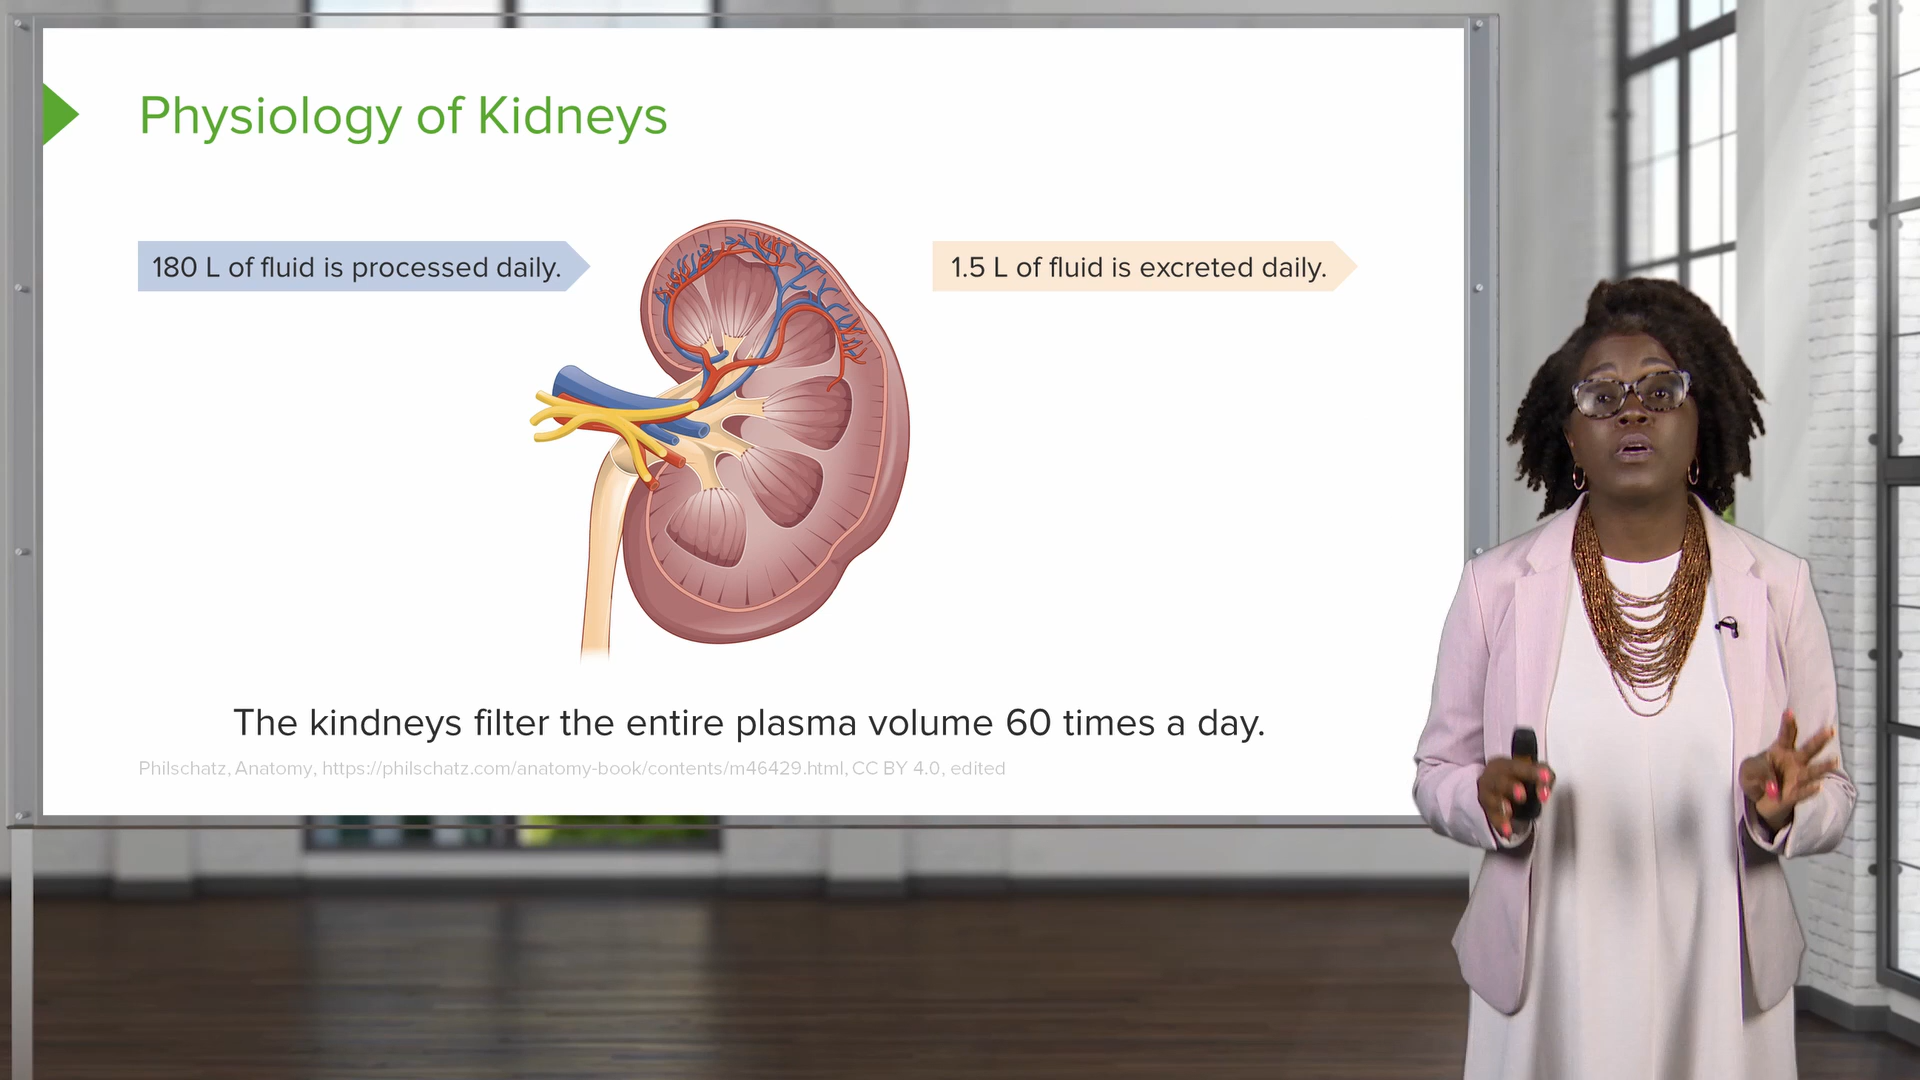 Physiology of Kidneys
180 L of fluid is processed daily.
1.5 L of fluid is excreted daily.
The kindneys filter the entire plasma volume 60 times a day.
Philschatz, Anatomy, https://philschatz.com/anatomy-book/contents/m46429.html, CC BY 4.0, edited